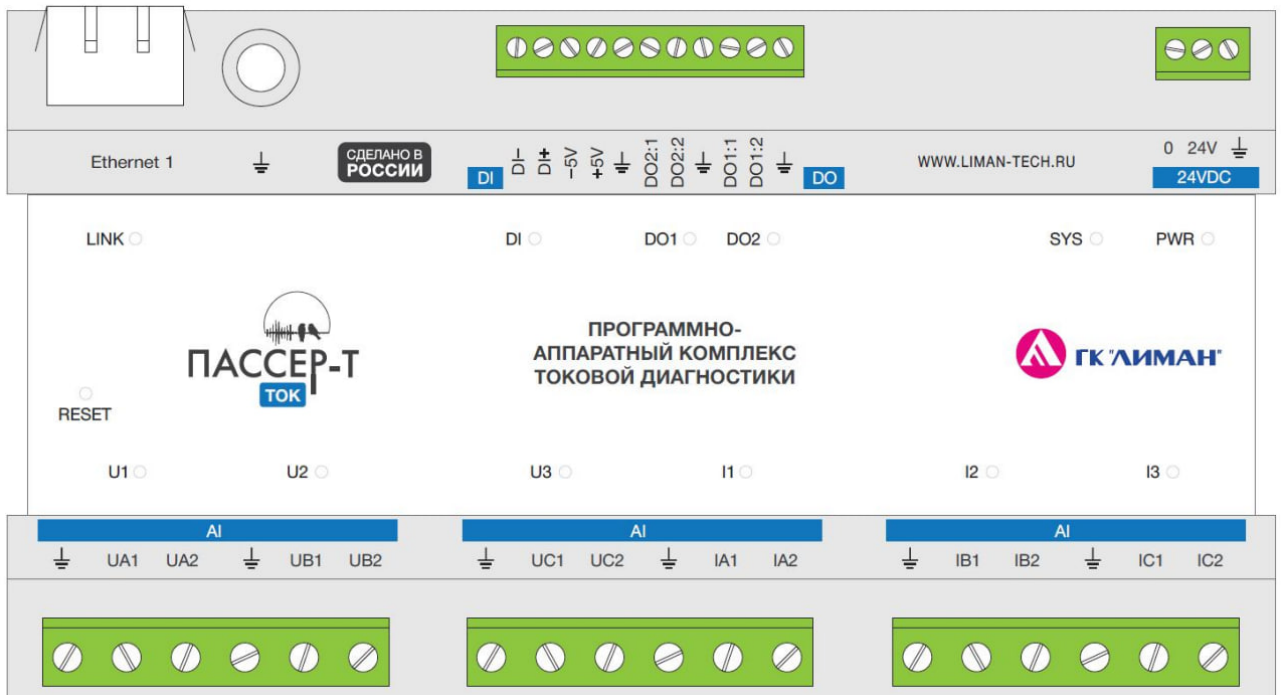 Ethernet 1
СДЕЛАНО В
РОССИИ
DI
DI–
DI±
–5V
+5V
DO2:1
DO2:2
DO1:1
DO1:2
DO
WWW.LIMAN-TECH.RU
0 24V
24VDC
LINK
DI
DO1
DO2
SYS
PWR
ПАССЕР-Т
ТОК
ПРОГРАММНО-
АППАРАТНЫЙ КОМПЛЕКС
ТОКОВОЙ ДИАГНОСТИКИ
ГК "ЛИМАН"
RESET
U1
U2
U3
I1
I2
I3
AI
AI
AI
UA1
UA2
UB1
UB2
UC1
UC2
IA1
IA2
IB1
IB2
IC1
IC2